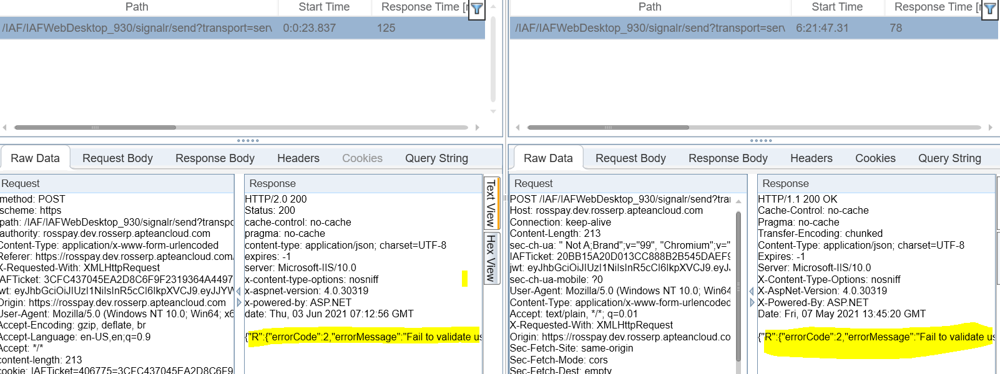 Path Start Time Response Time [r
/IAF/IAFWebDesktop_930/signalr/send?transport=serv 0:0:23.837 125
Raw Data Request Body Response Body Headers Cookies Query String
Request
method: POST
scheme: https
path: /IAF/IAFWebDesktop_930/signalr/send?transpo
authority: rosspay.dev.rosserp.apteancloud.com
Content-Type: application/x-www-form-urlencoded
Referer: https://rosspay.dev.rosserp.apteancloud.com/
X-Requested-With: XMLHttpRequest
IAFTicket: 3CFC437045EA2D8C6F9F2319364A4497
jwt: eyJhbGciOiJIUzI1NiIsInR5cCI6IkpXVCJ9.eyJJYW
Origin: https://rosspay.dev.rosserp.apteancloud.com
User-Agent: Mozilla/5.0 (Windows NT 10.0; Win64; x6
Accept-Encoding: gzip, deflate, br
Accept-Language: en-US,en;q=0.9
Accept: */*
content-length: 213
cookie: IAFTicket=406775=3CFC437045EA2D8C6F9
Response
HTTP/2.0 200
Status: 200
cache-control: no-cache
pragma: no-cache
content-type: application/json; charset=UTF-8
expires: -1
server: Microsoft-IIS/10.0
x-content-type-options: nosniff
x-aspnet-version: 4.0.30319
x-powered-by: ASP.NET
date: Thu, 03 Jun 2021 07:12:56 GMT
{"R":{"errorCode":2,"errorMessage":"Fail to validate us
Text View
Hex View
Path Start Time Response Time [r
/IAF/IAFWebDesktop_930/signalr/send?transport=serv 6:21:47.31 78
Raw Data Request Body Response Body Headers Cookies Query String
Request
POST /IAF/IAFWebDesktop_930/signalr/send?trar
Host: rosspay.dev.rosserp.apteancloud.com
Connection: keep-alive
Content-Length: 213
sec-ch-ua: " Not A;Brand";v="99", "Chromium";v="
IAFTicket: 20BB15A20D013CC888B2B545DAEF9
jwt: eyJhbGciOiJIUzI1NiIsInR5cCI6IkpXVCJ9.eyJ
sec-ch-ua-mobile: ?0
User-Agent: Mozilla/5.0 (Windows NT 10.0; Win64
Content-Type: application/x-www-form-urlencoded
Accept: text/plain, */*; q=0.01
X-Requested-With: XMLHttpRequest
Origin: https://rosspay.dev.rosserp.apteancloud.co
Sec-Fetch-Site: same-origin
Sec-Fetch-Mode: cors
Sec-Fetch-Dest: empty
Response
HTTP/1.1 200 OK
Cache-Control: no-cache
Pragma: no-cache
Transfer-Encoding: chunked
Content-Type: application/json; charset=UTF-8
Expires: -1
Server: Microsoft-IIS/10.0
X-Content-Type-Options: nosniff
X-AspNet-Version: 4.0.30319
X-Powered-By: ASP.NET
Date: Fri, 07 May 2021 13:45:20 GMT
{"R":{"errorCode":2,"errorMessage":"Fail to validate us